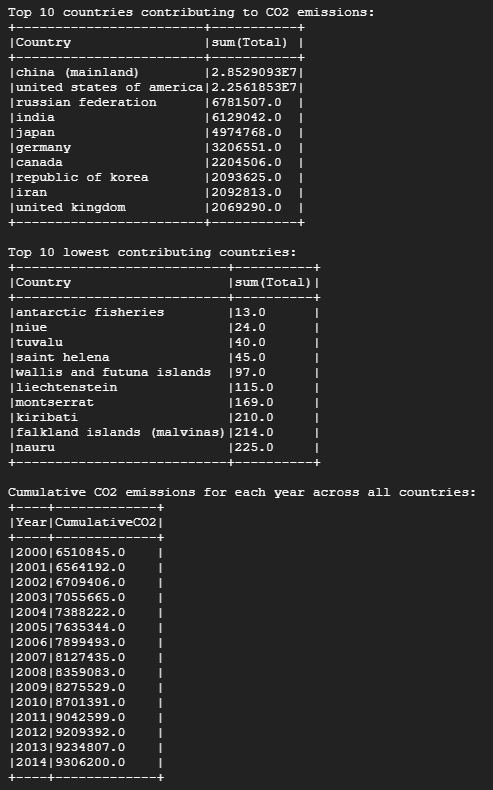 Top 10 countries contributing to CO2 emissions:
+------------------------+-----------+
|Country                 |sum(Total) |
+------------------------+-----------+
|china (mainland)        |2.8529093E7|
|united states of america|2.2561853E7|
|russian federation      |6781507.0  |
|india                   |6129042.0  |
|japan                   |4974768.0  |
|germany                 |3206551.0  |
|canada                  |2204506.0  |
|republic of korea       |2093625.0  |
|iran                    |2092813.0  |
|united kingdom          |2069290.0  |
+------------------------+-----------+
Top 10 lowest contributing countries:
+---------------------------+----------+
|Country                    |sum(Total)|
+---------------------------+----------+
|antarctic fisheries        |13.0      |
|niue                       |24.0      |
|tuvalu                     |40.0      |
|saint helena               |45.0      |
|wallis and futuna islands  |97.0      |
|liechtenstein              |115.0     |
|montserrat                 |169.0     |
|kiribati                   |210.0     |
|falkland islands (malvinas)|214.0     |
|nauru                      |225.0     |
+---------------------------+----------+
Cumulative CO2 emissions for each year across all countries:
+----+-------------+
|Year|CumulativeCO2|
+----+-------------+
|2000|6510845.0    |
|2001|6564192.0    |
|2002|6709406.0    |
|2003|7055665.0    |
|2004|7388222.0    |
|2005|7635344.0    |
|2006|7899493.0    |
|2007|8127435.0    |
|2008|8359083.0    |
|2009|8275529.0    |
|2010|8701391.0    |
|2011|9042599.0    |
|2012|9209392.0    |
|2013|9234807.0    |
|2014|9306200.0    |
+----+-------------+